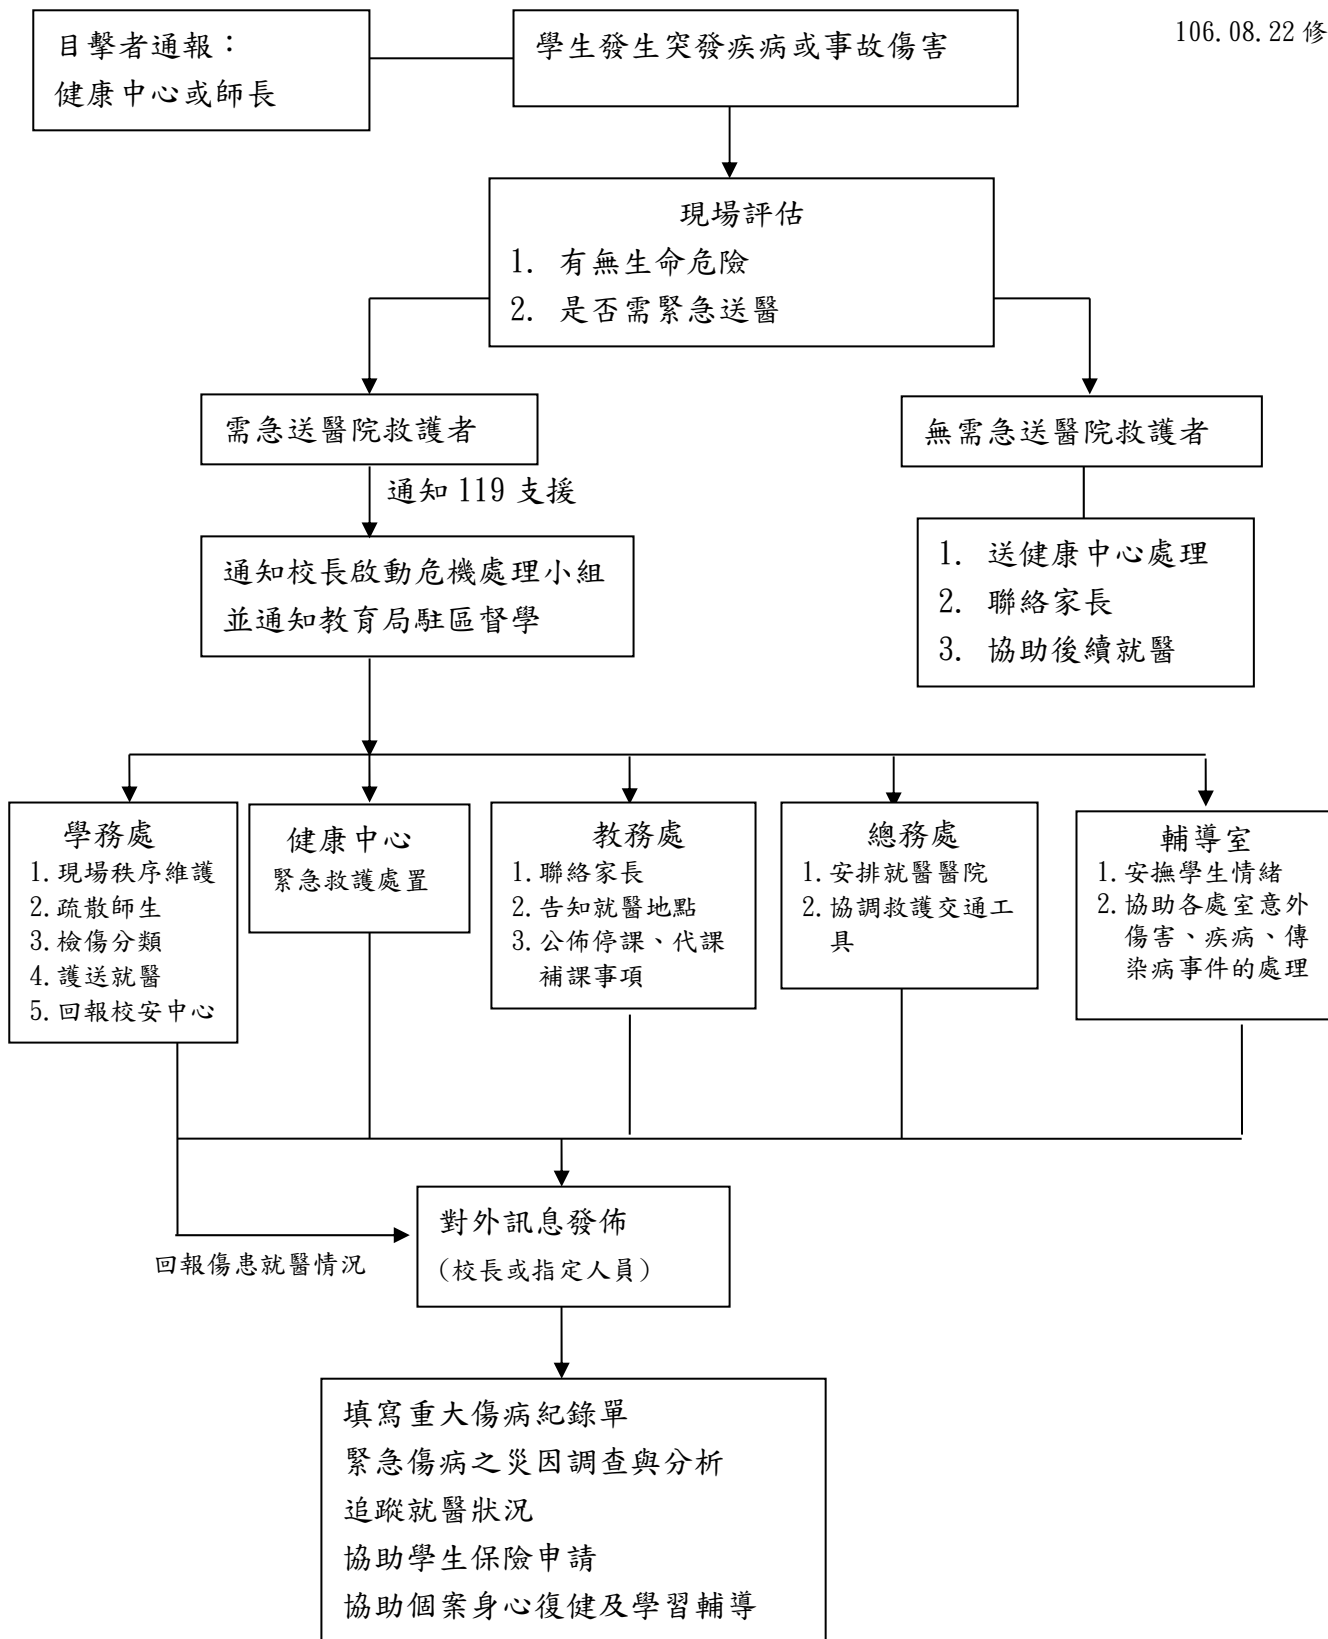 106.08.22 修
目擊者通報：
健康中心或師長
學生發生突發疾病或事故傷害
現場評估
1. 有無生命危險
2. 是否需緊急送醫
需急送醫院救護者
無需急送醫院救護者
通知 119 支援
通知校長啟動危機處理小組
並通知教育局駐區督學
1. 送健康中心處理
2. 聯絡家長
3. 協助後續就醫
學務處
1.現場秩序維護
2.疏散師生
3.檢傷分類
4.護送就醫
5.回報校安中心
健康中心
緊急救護處置
教務處
1.聯絡家長
2.告知就醫地點
3.公佈停課、代課
補課事項
總務處
1.安排就醫醫院
2.協調救護交通工
具
輔導室
1.安撫學生情緒
2.協助各處室意外
傷害、疾病、傳
染病事件的處理
對外訊息發佈
(校長或指定人員)
回報傷患就醫情況
填寫重大傷病紀錄單
緊急傷病之災因調查與分析
追蹤就醫狀況
協助學生保險申請
協助個案身心復健及學習輔導